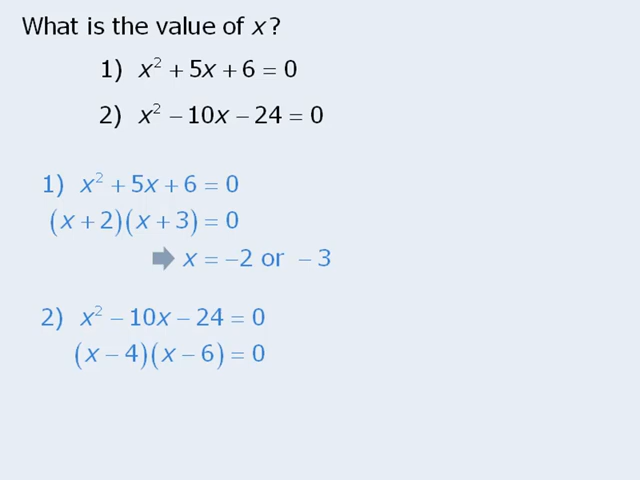 What is the value of x?
1) x² + 5x + 6 = 0
2) x² – 10x – 24 = 0
1) x² + 5x + 6 = 0
(x + 2)(x + 3) = 0
➡ x = –2 or – 3
2) x² – 10x – 24 = 0
(x – 4)(x – 6) = 0